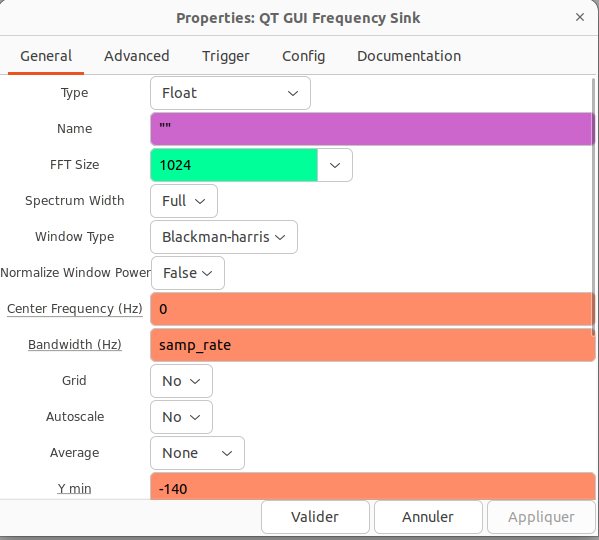 Properties: QT GUI Frequency Sink ×
General Advanced Trigger Config Documentation
Type Float
Name ""
FFT Size 1024
Spectrum Width Full
Window Type Blackman-harris
Normalize Window Power False
Center Frequency (Hz) 0
Bandwidth (Hz) samp_rate
Grid No
Autoscale No
Average None
Y min -140
Valider Annuler Appliquer